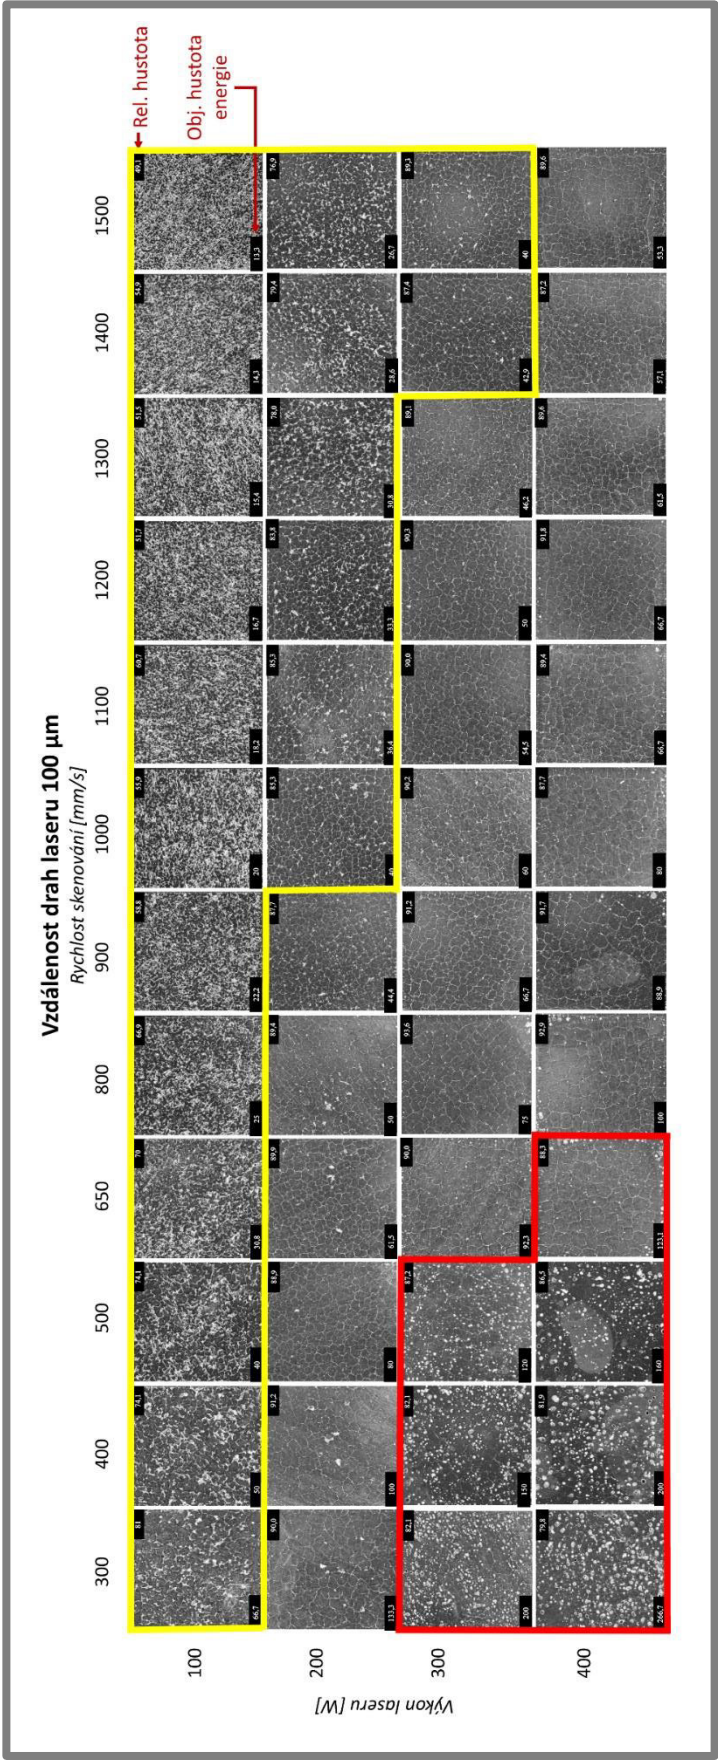 Vzdálenost drah laseru 100 µm
Rychlost skenování [mm/s]
300 400 500 650 800 900 1000 1100 1200 1300 1400 1500
Rel. hustota
Obj. hustota
energie
Výkon laseru [W]
100
81 74,1 74,1 70 66,9 58,8 55,9 60,7 51,7 51,5 54,9 49,1
66,7 50 40 30,8 25 22,2 20 18,2 16,7 15,4 14,3 13,3
200
90,0 91,2 88,9 89,9 89,4 87,7 85,3 85,3 83,8 78,0 79,4 76,9
133,3 100 80 61,5 50 44,4 40 36,4 33,3 30,8 28,6 26,7
300
82,1 82,1 87,2 90,0 93,6 91,2 90,2 90,0 90,3 89,1 87,4 89,3
200 150 120 92,3 75 66,7 60 54,5 50 46,2 42,9 40
400
79,8 81,9 86,5 88,3 92,9 91,7 87,7 89,4 91,8 89,6 87,2 89,6
266,7 200 160 123,1 100 88,9 80 66,7 66,7 61,5 57,1 53,3